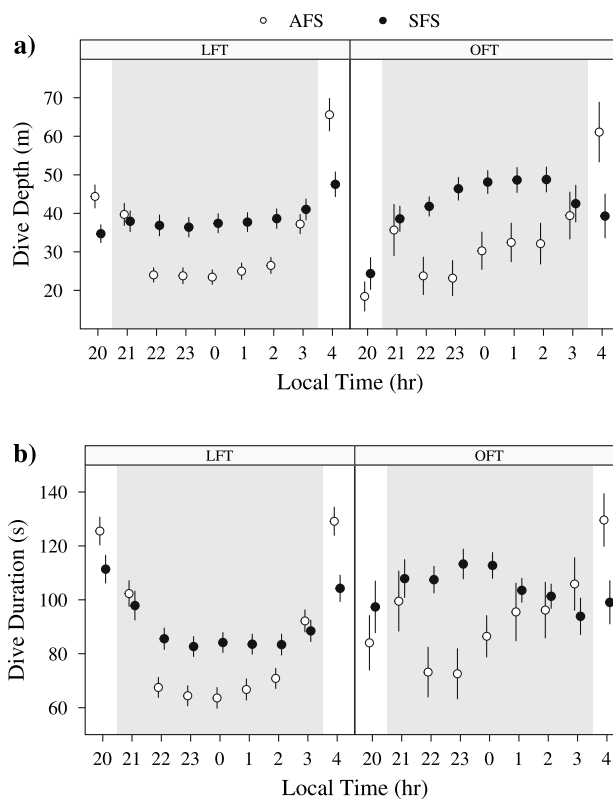 AFS SFS
a)
LFT OFT
Dive Depth (m)
70
60
50
40
30
20
20 21 22 23 0 1 2 3 4 20 21 22 23 0 1 2 3 4
Local Time (hr)
b)
LFT OFT
Dive Duration (s)
140
120
100
80
60
20 21 22 23 0 1 2 3 4 20 21 22 23 0 1 2 3 4
Local Time (hr)